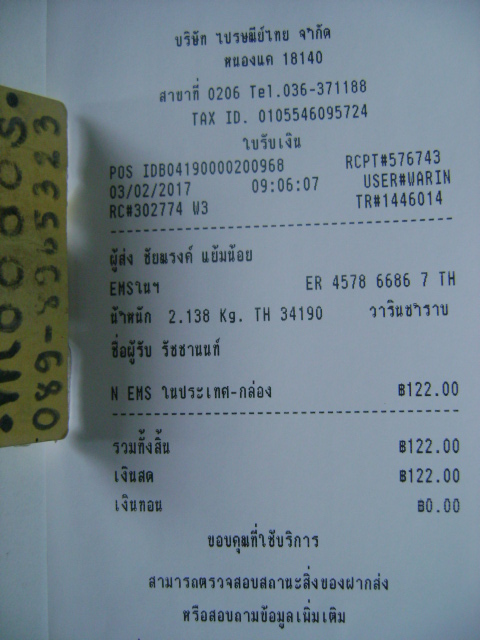 บริษัท ไปรษณีย์ไทย จำกัด
หนองแค 18140
สาขาที่ 0206 Tel.036-371188
TAX ID. 0105546095724
ใบรับเงิน
POS IDB04190000200968 RCPT#576743
03/02/2017 09:06:07 USER#WARIN
RC#302774 W3 TR#1446014
ผู้ส่ง ชัยณรงค์ แย้มน้อย
EMSในฯ ER 4578 6686 7 TH
น้ำหนัก 2.138 Kg. TH 34190 วารินชำราบ
ชื่อผู้รับ รัชชานนท์
N EMS ในประเทศ-กล่อง ฿122.00
รวมทั้งสิ้น ฿122.00
เงินสด ฿122.00
เงินทอน ฿0.00
ขอบคุณที่ใช้บริการ
สามารถตรวจสอบสถานะสิ่งของฝากส่ง
หรือสอบถามข้อมูลเพิ่มเติม
089-8965323